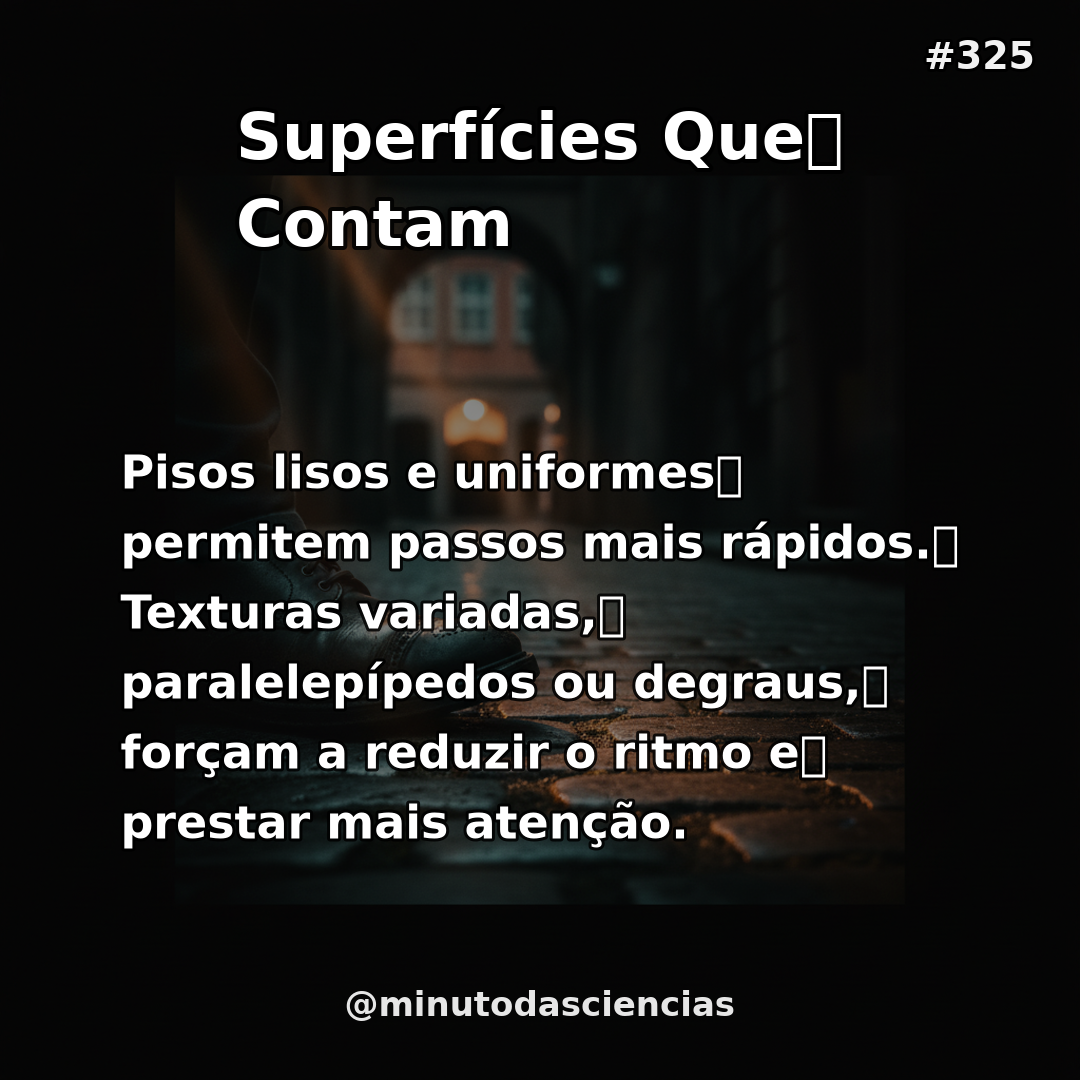 #325
Superfícies Que
Contam
Pisos lisos e uniformes
permitem passos mais rápidos.
Texturas variadas,
paralelepípedos ou degraus,
forçam a reduzir o ritmo e
prestar mais atenção.
@minutodasciencias